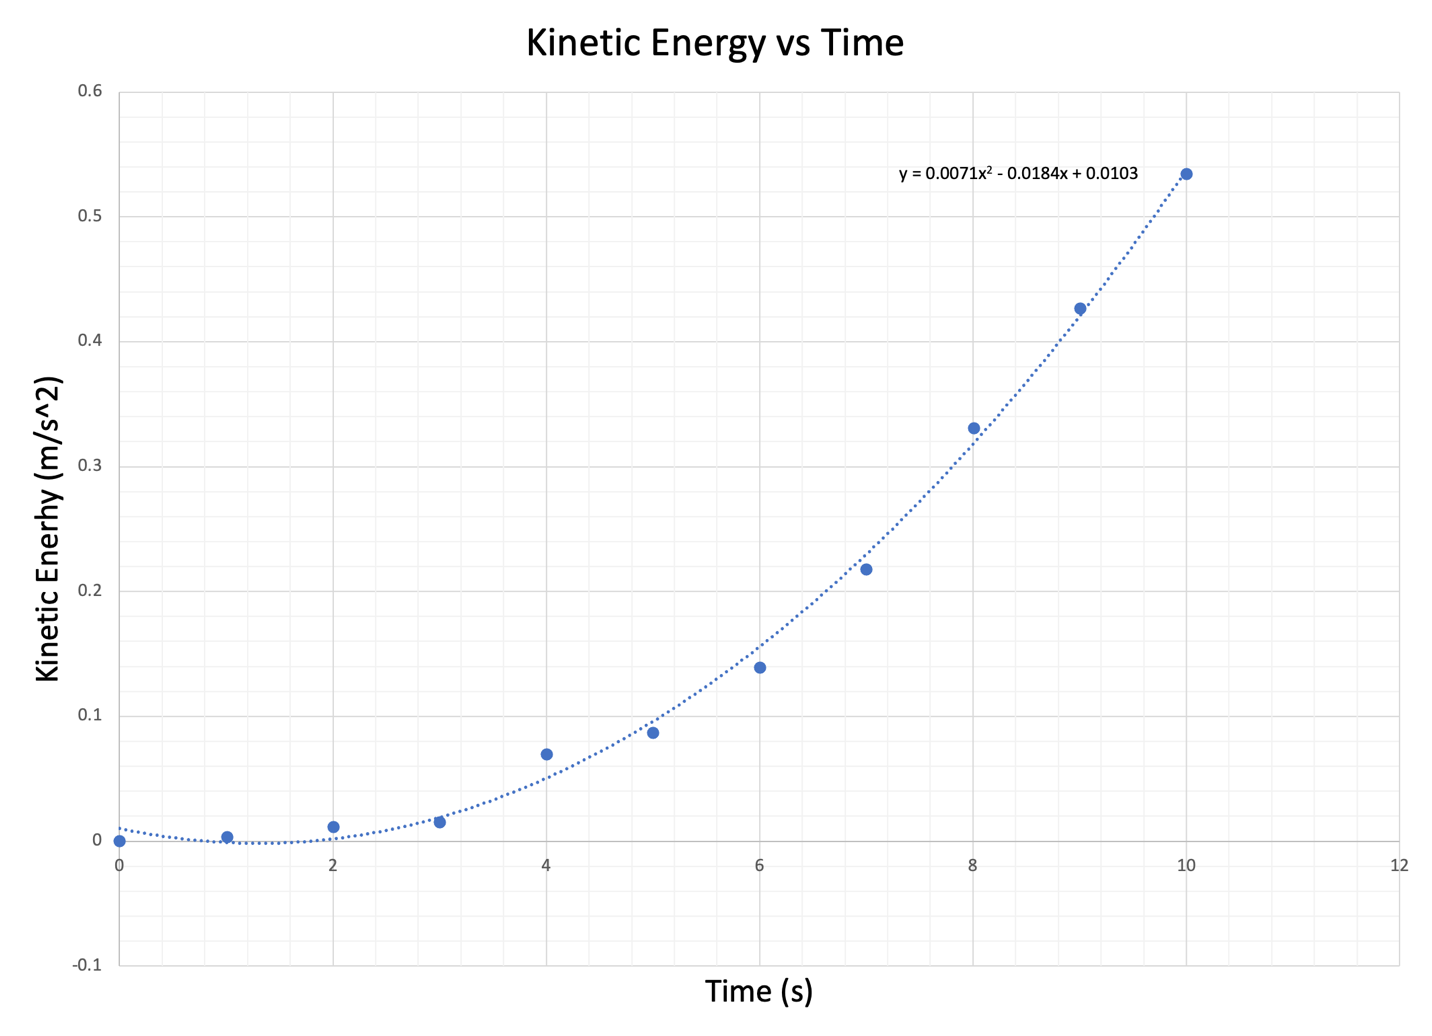 Kinetic Energy vs Time
0.6
y = 0.0071x² - 0.0184x + 0.0103
0.5
0.4
Kinetic Enerhy (m/s^2)
0.3
0.2
0.1
0
0 2 4 6 8 10 12
-0.1
Time (s)